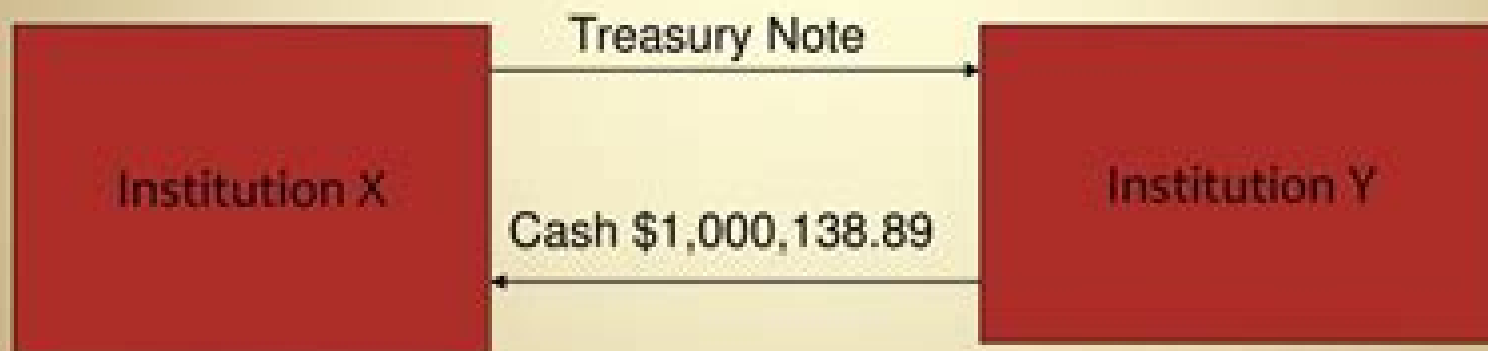 Treasury Note
Institution X
Institution Y
Cash $1,000,138.89